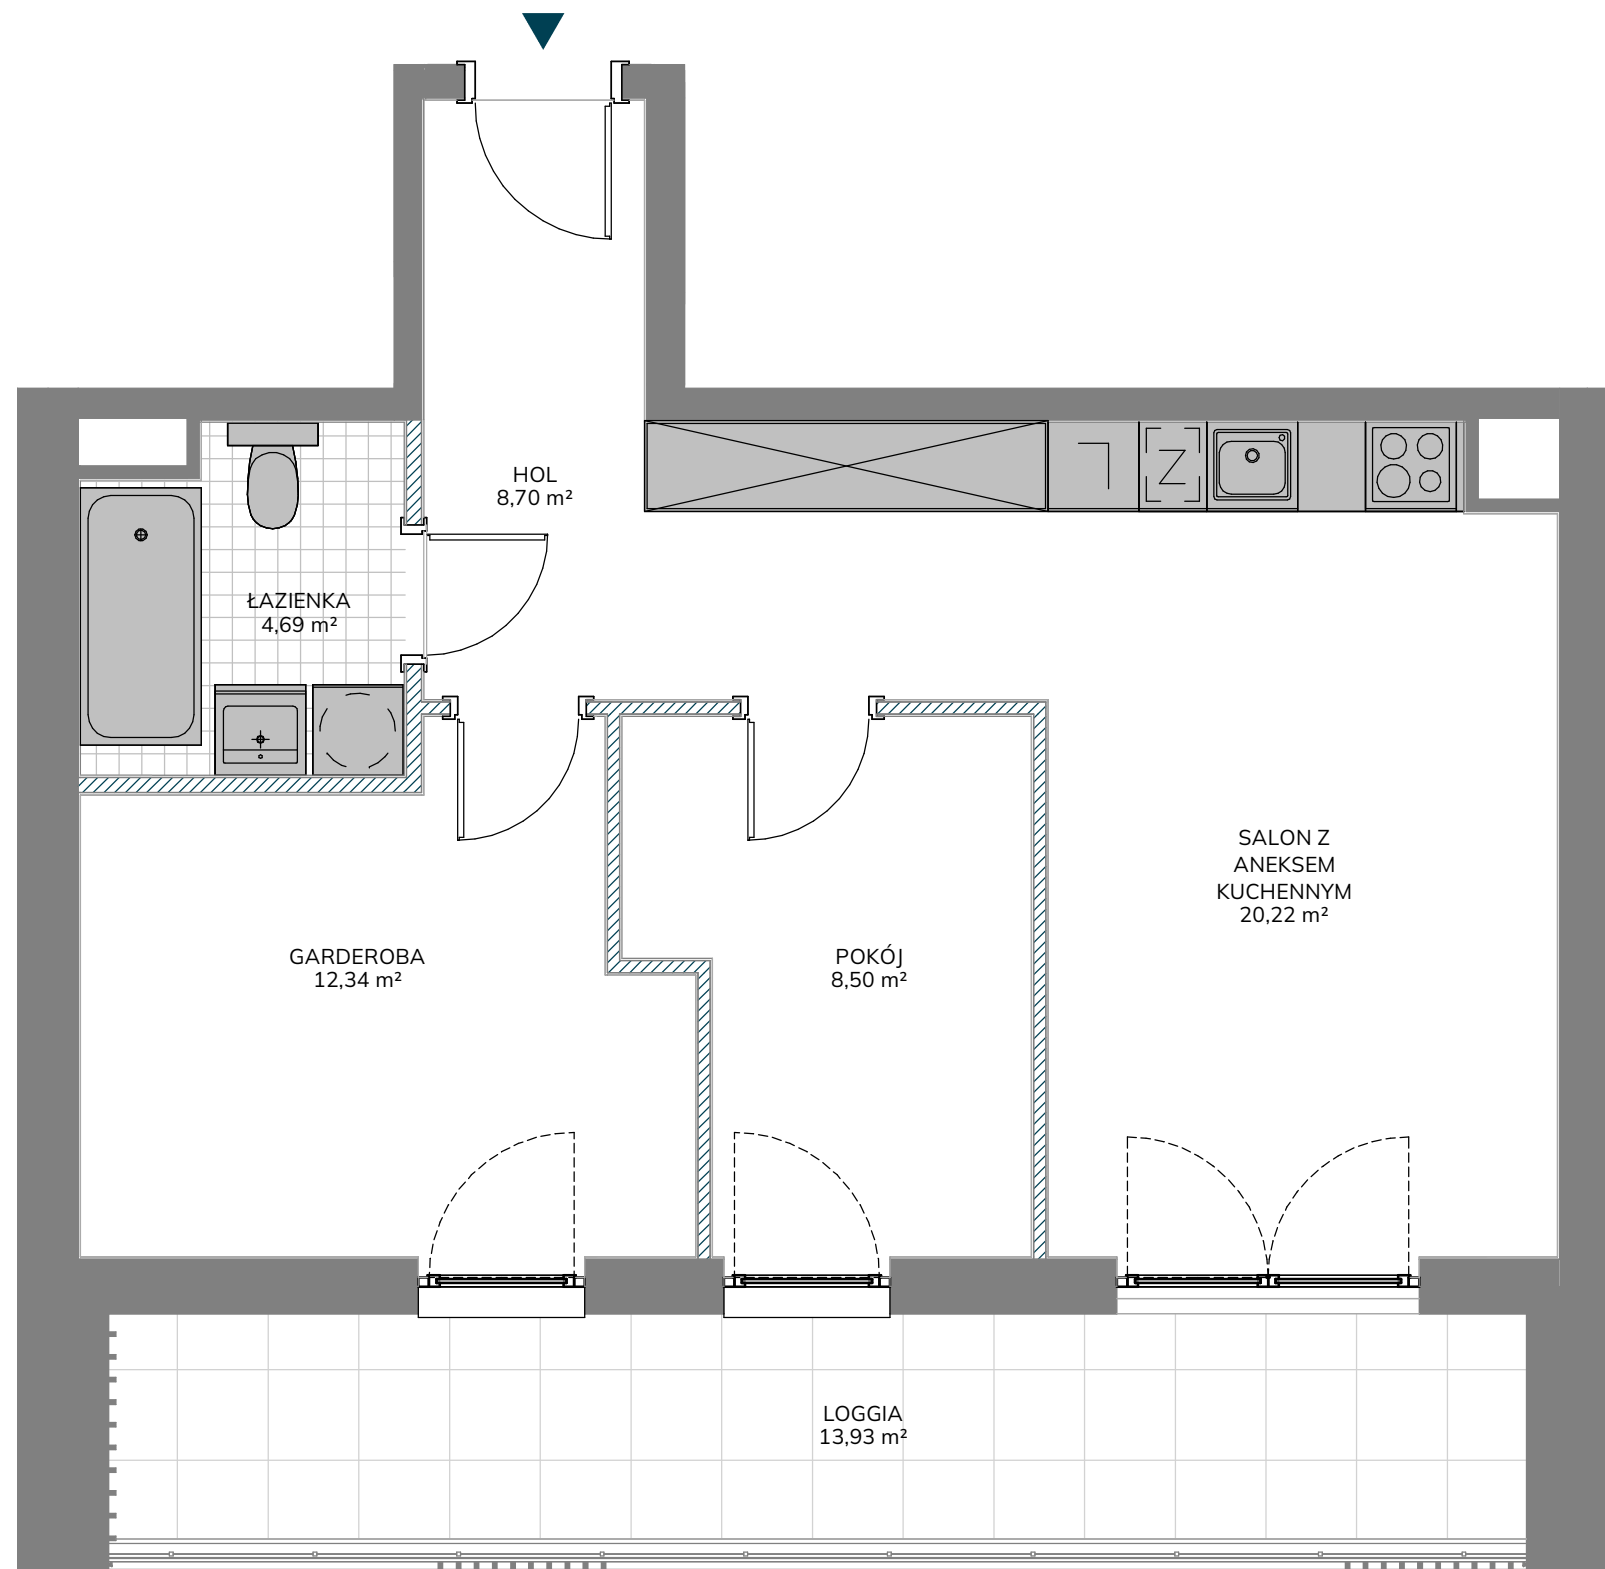 HOL
8,70 m²
ŁAZIENKA
4,69 m²
Z
SALON Z
ANEKSEM
KUCHENNYM
20,22 m²
GARDEROBA
12,34 m²
POKÓJ
8,50 m²
LOGGIA
13,93 m²